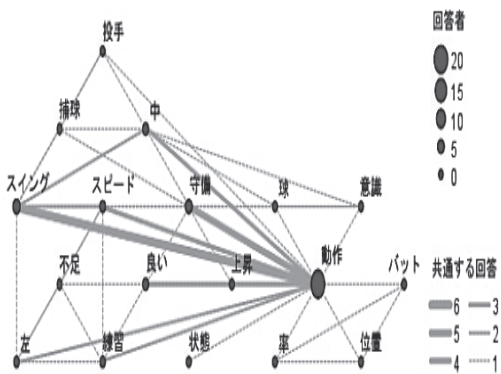 投手
回答者
20
15
10
5
0
捕球
中
スイング
スピード
守備
球
意識
不足
良い
上昇
動作
バット
共通する回答
6
3
5
2
4
1
左
練習
状態
率
位置